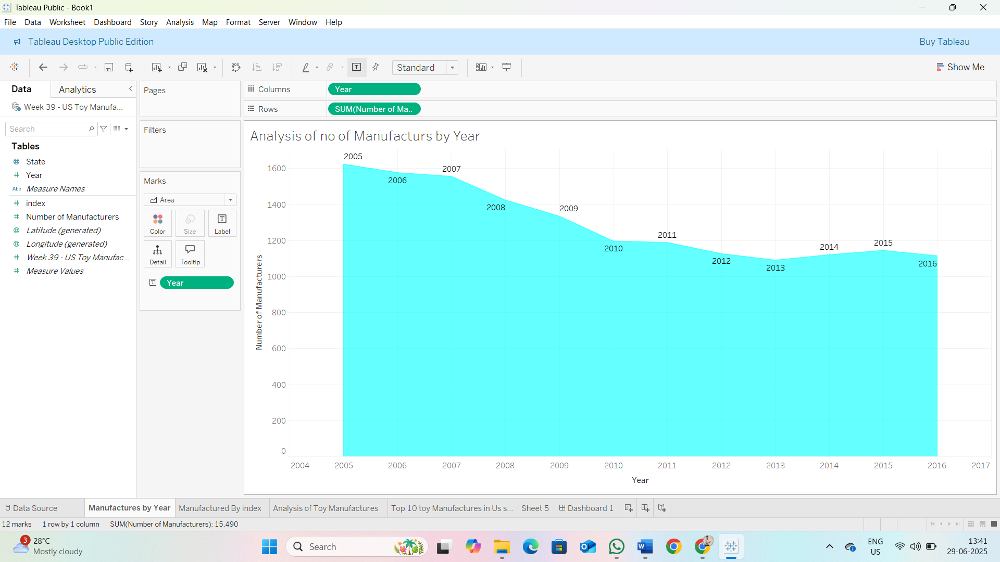 Tableau Public - Book1
File Data Worksheet Dashboard Story Analysis Map Format Server Window Help
Tableau Desktop Public Edition Buy Tableau
Standard Show Me
Data Analytics
Week 39 - US Toy Manufa...
Search
Tables
State
Year
Abc Measure Names
index
Number of Manufacturers
Latitude (generated)
Longitude (generated)
Week 39 - US Toy Manufac...
Measure Values
Pages
Filters
Marks
Area
Color Size Label
Detail Tooltip
Year
Columns Year
Rows SUM(Number of Ma..
Analysis of no of Manufacturs by Year
Number of Manufacturers
1600
1400
1200
1000
800
600
400
200
0
2005
2006
2007
2008
2009
2010
2011
2012
2013
2014
2015
2016
2004 2005 2006 2007 2008 2009 2010 2011 2012 2013 2014 2015 2016 2017
Year
Data Source Manufactures by Year Manufactured By index Analysis of Toy Manufactures Top 10 toy Manufactures in Us s... Sheet 5 Dashboard 1
12 marks 1 row by 1 column SUM(Number of Manufacturers): 15,490
3 28°C
Mostly cloudy
Search
ENG
US
13:41
29-06-2025